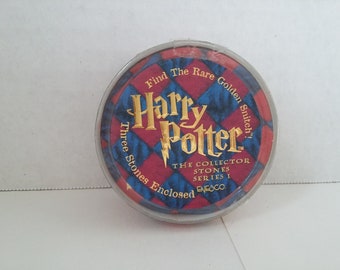 Find The Rare Golden Snitch!
Harry
Potter
THE COLLECTOR
STONES
SERIES 1
ENESCO
Three Stones Enclosed